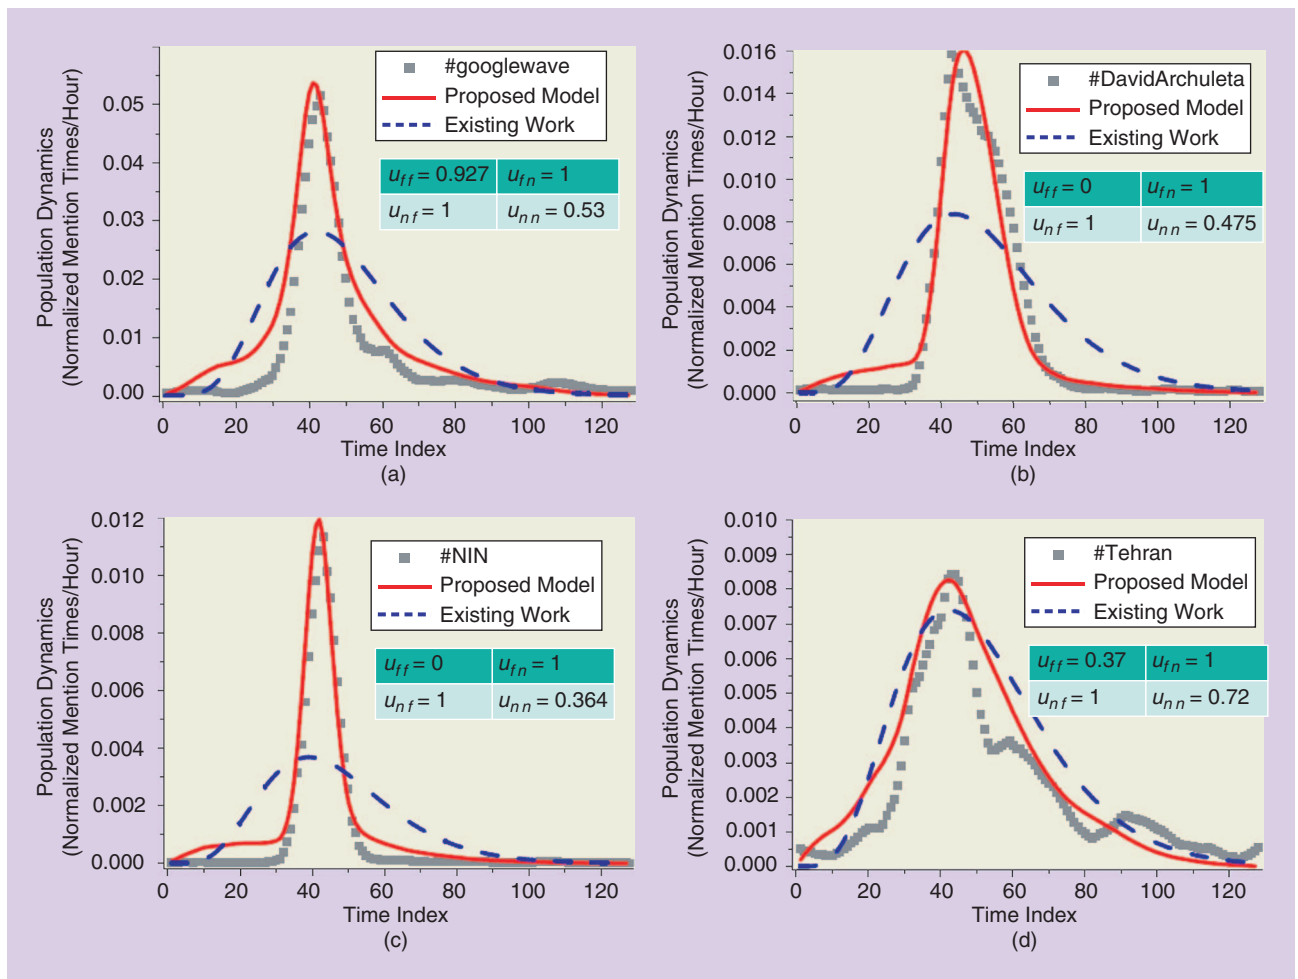 Population Dynamics
(Normalized Mention Times/Hour)
0.05
0.04
0.03
0.02
0.01
0.00
#googlewave
Proposed Model
Existing Work
u_ff = 0.927 u_fn = 1
u_nf = 1 u_nn = 0.53
0 20 40 60 80 100 120
Time Index
(a)
Population Dynamics
(Normalized Mention Times/Hour)
0.016
0.014
0.012
0.010
0.008
0.006
0.004
0.002
0.000
#DavidArchuleta
Proposed Model
Existing Work
u_ff = 0 u_fn = 1
u_nf = 1 u_nn = 0.475
0 20 40 60 80 100 120
Time Index
(b)
Population Dynamics
(Normalized Mention Times/Hour)
0.012
0.010
0.008
0.006
0.004
0.002
0.000
#NIN
Proposed Model
Existing Work
u_ff = 0 u_fn = 1
u_nf = 1 u_nn = 0.364
0 20 40 60 80 100 120
Time Index
(c)
Population Dynamics
(Normalized Mention Times/Hour)
0.010
0.009
0.008
0.007
0.006
0.005
0.004
0.003
0.002
0.001
0.000
#Tehran
Proposed Model
Existing Work
u_ff = 0.37 u_fn = 1
u_nf = 1 u_nn = 0.72
0 20 40 60 80 100 120
Time Index
(d)